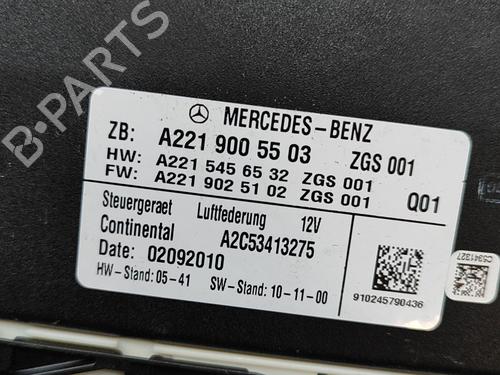 B-PARTS
MERCEDES-BENZ
ZB: A221 900 55 03 ZGS 001
HW: A221 545 65 32 ZGS 001
FW: A221 902 51 02 ZGS 001 Q01
Steuergeraet Luftfederung 12V
Continental A2C53413275
Date: 02092010
HW-Stand: 05-41 SW-Stand: 10-11-00
910245790436
C5341327